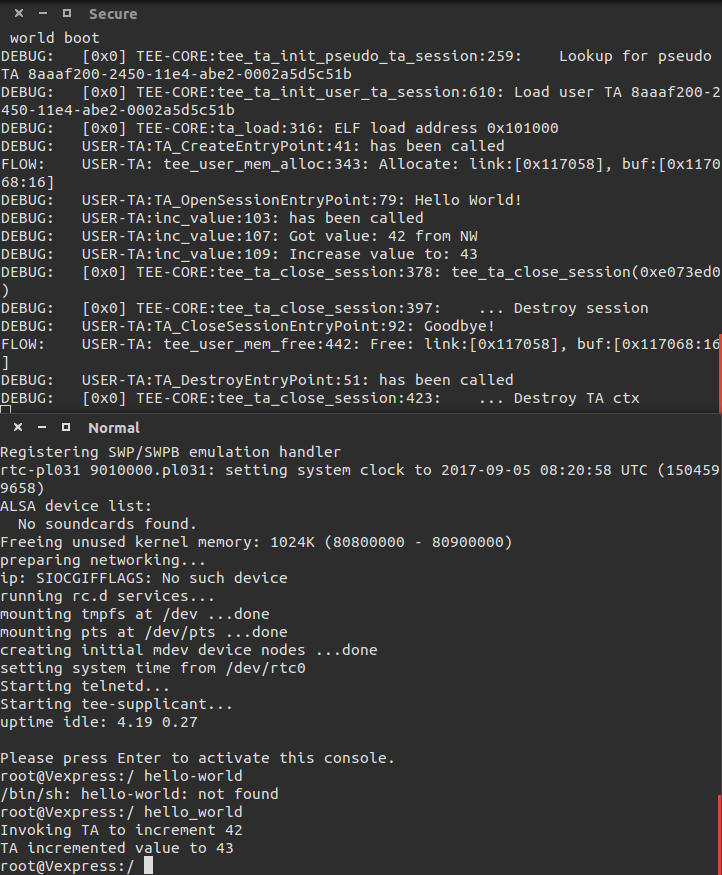 Secure
 world boot
DEBUG:   [0x0] TEE-CORE:tee_ta_init_pseudo_ta_session:259:    Lookup for pseudo
TA 8aaaf200-2450-11e4-abe2-0002a5d5c51b
DEBUG:   [0x0] TEE-CORE:tee_ta_init_user_ta_session:610: Load user TA 8aaaf200-2
450-11e4-abe2-0002a5d5c51b
DEBUG:   [0x0] TEE-CORE:ta_load:316: ELF load address 0x101000
DEBUG:   USER-TA:TA_CreateEntryPoint:41: has been called
FLOW:    USER-TA: tee_user_mem_alloc:343: Allocate: link:[0x117058], buf:[0x1170
68:16]
DEBUG:   USER-TA:TA_OpenSessionEntryPoint:79: Hello World!
DEBUG:   USER-TA:inc_value:103: has been called
DEBUG:   USER-TA:inc_value:107: Got value: 42 from NW
DEBUG:   USER-TA:inc_value:109: Increase value to: 43
DEBUG:   [0x0] TEE-CORE:tee_ta_close_session:378: tee_ta_close_session(0xe073ed0
)
DEBUG:   [0x0] TEE-CORE:tee_ta_close_session:397:    ... Destroy session
DEBUG:   USER-TA:TA_CloseSessionEntryPoint:92: Goodbye!
FLOW:    USER-TA: tee_user_mem_free:442: Free: link:[0x117058], buf:[0x117068:16
]
DEBUG:   USER-TA:TA_DestroyEntryPoint:51: has been called
DEBUG:   [0x0] TEE-CORE:tee_ta_close_session:423:    ... Destroy TA ctx
Normal
Registering SWP/SWPB emulation handler
rtc-pl031 9010000.pl031: setting system clock to 2017-09-05 08:20:58 UTC (150459
9658)
ALSA device list:
  No soundcards found.
Freeing unused kernel memory: 1024K (80800000 - 80900000)
preparing networking...
ip: SIOCGIFFLAGS: No such device
running rc.d services...
mounting tmpfs at /dev ...done
mounting pts at /dev/pts ...done
creating initial mdev device nodes ...done
setting system time from /dev/rtc0
Starting telnetd...
Starting tee-supplicant...
uptime idle: 4.19 0.27

Please press Enter to activate this console.
root@Vexpress:/ hello-world
/bin/sh: hello-world: not found
root@Vexpress:/ hello_world
Invoking TA to increment 42
TA incremented value to 43
root@Vexpress:/